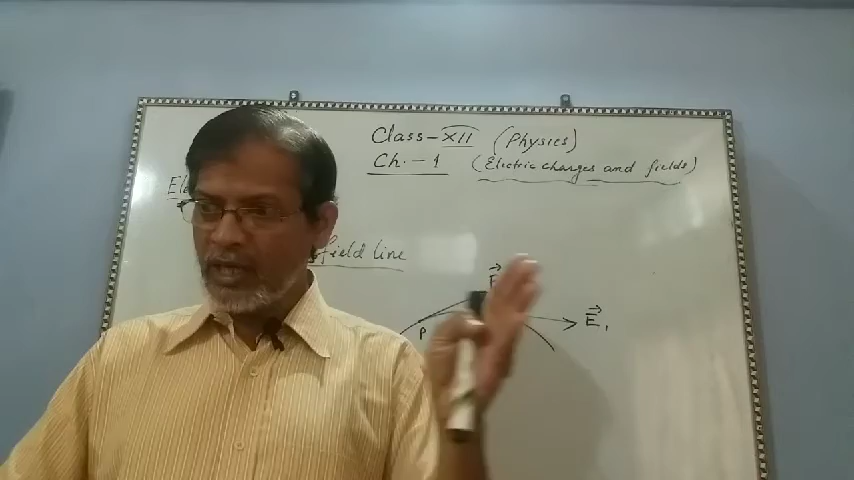 Class-XII (Physics)
Ch.-1 (Electric charges and fields)
field line
P
E₁